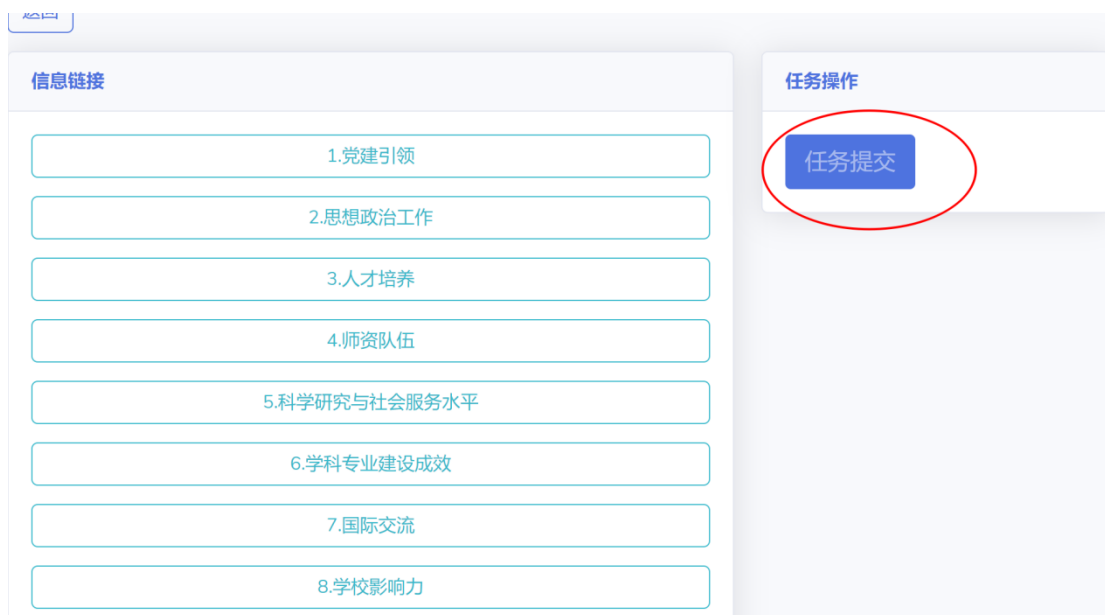 返回
信息链接
1.党建引领
2.思想政治工作
3.人才培养
4.师资队伍
5.科学研究与社会服务水平
6.学科专业建设成效
7.国际交流
8.学校影响力
任务操作
任务提交